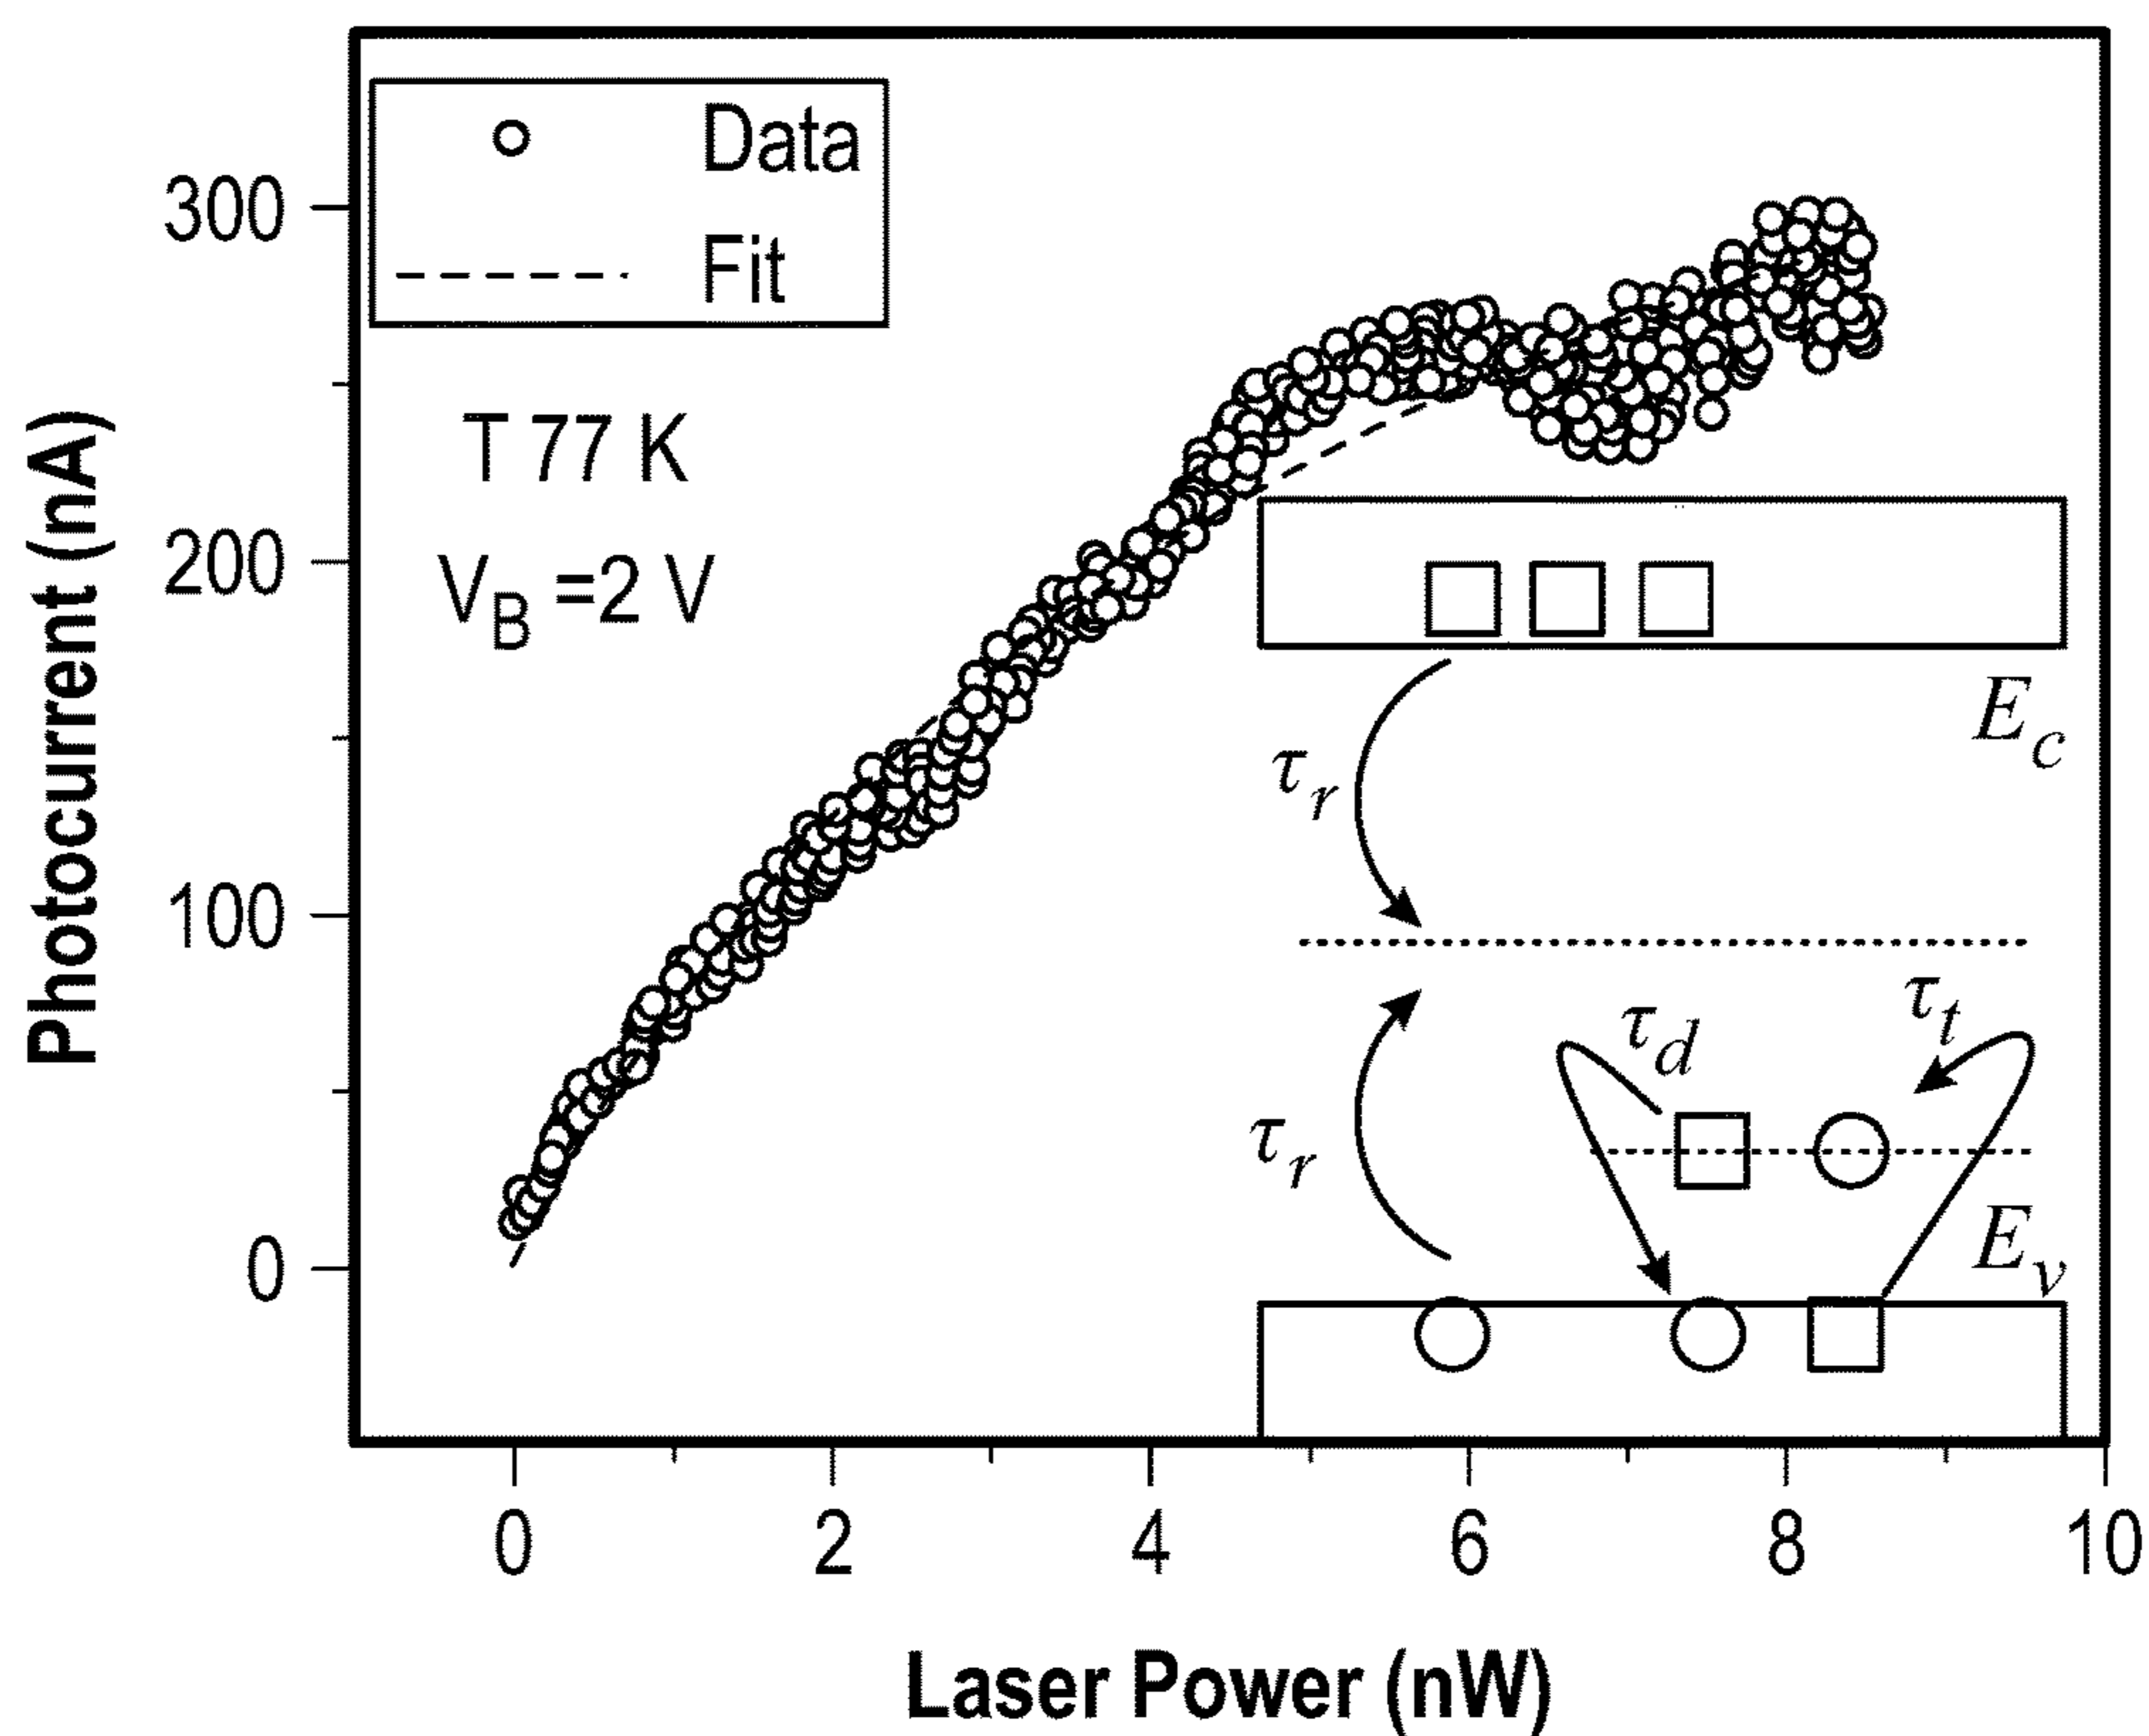 Data
Fit
T 77 K
V_B =2 V
Photocurrent (nA)
300
200
100
0
E_c
τ_r
τ_d
τ_t
τ_r
E_v
0 2 4 6 8 10
Laser Power (nW)